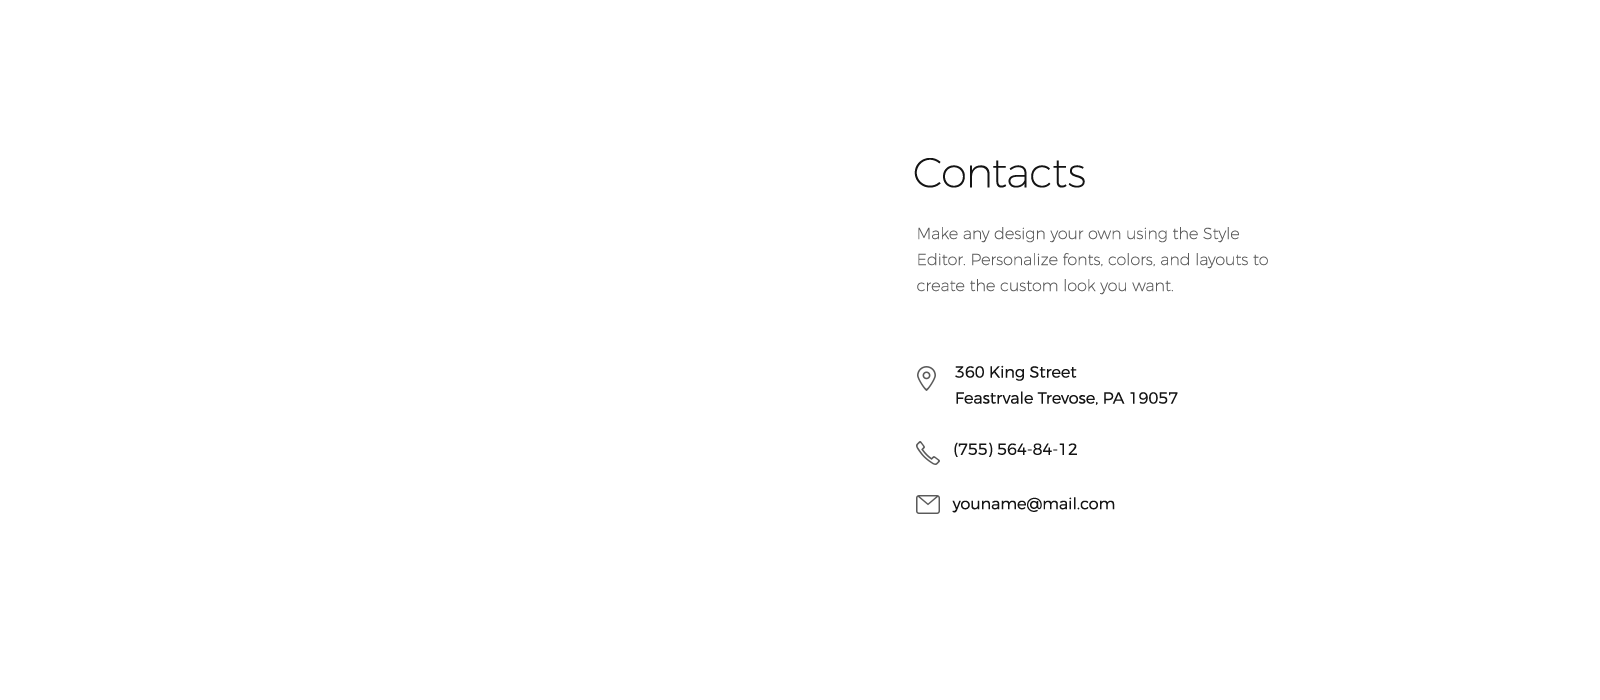 Contacts
Make any design your own using the Style
Editor. Personalize fonts, colors, and layouts to
create the custom look you want.
360 King Street
Feastrvale Trevose, PA 19057
(755) 564-84-12
youname@mail.com